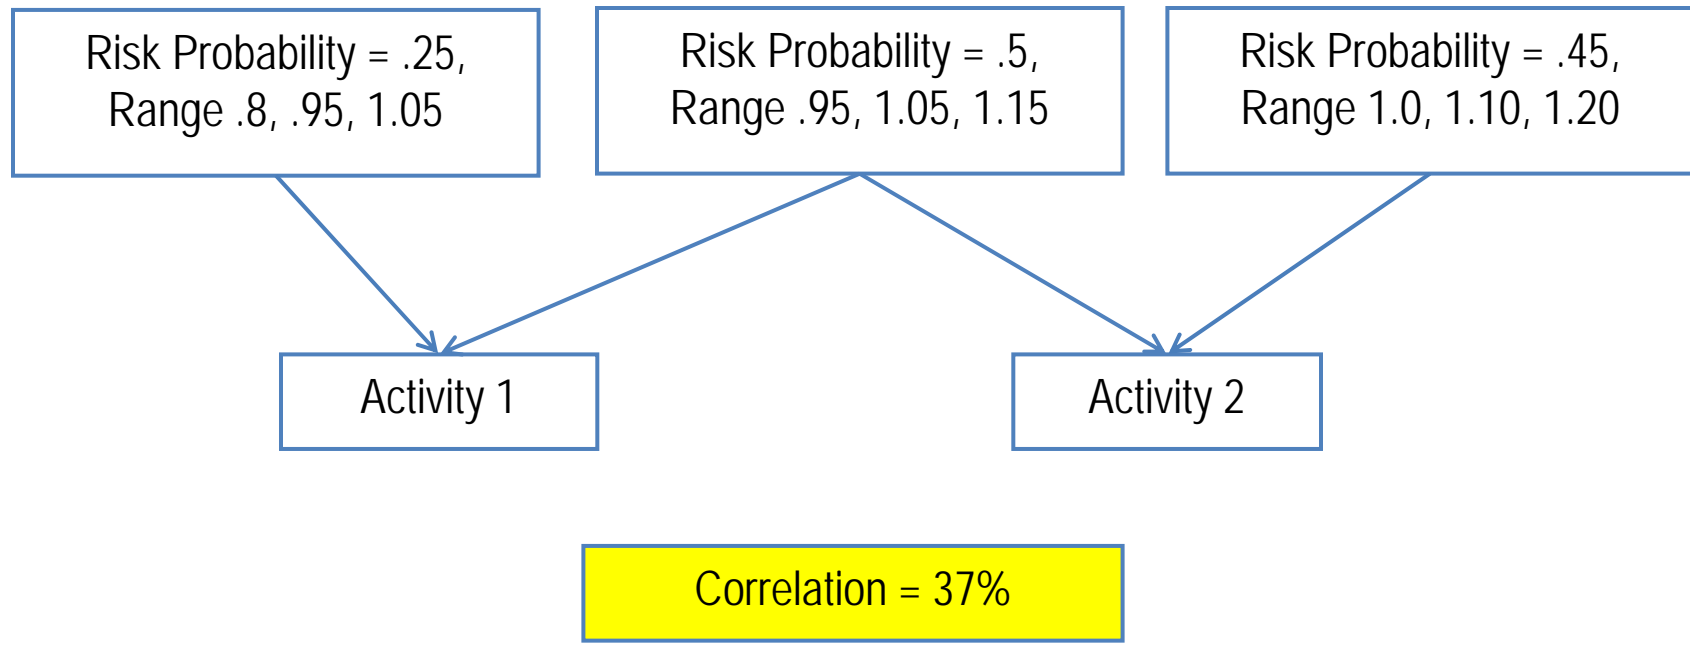 Risk Probability = .25,
Range .8, .95, 1.05
Risk Probability = .5,
Range .95, 1.05, 1.15
Risk Probability = .45,
Range 1.0, 1.10, 1.20
Activity 1
Activity 2
Correlation = 37%